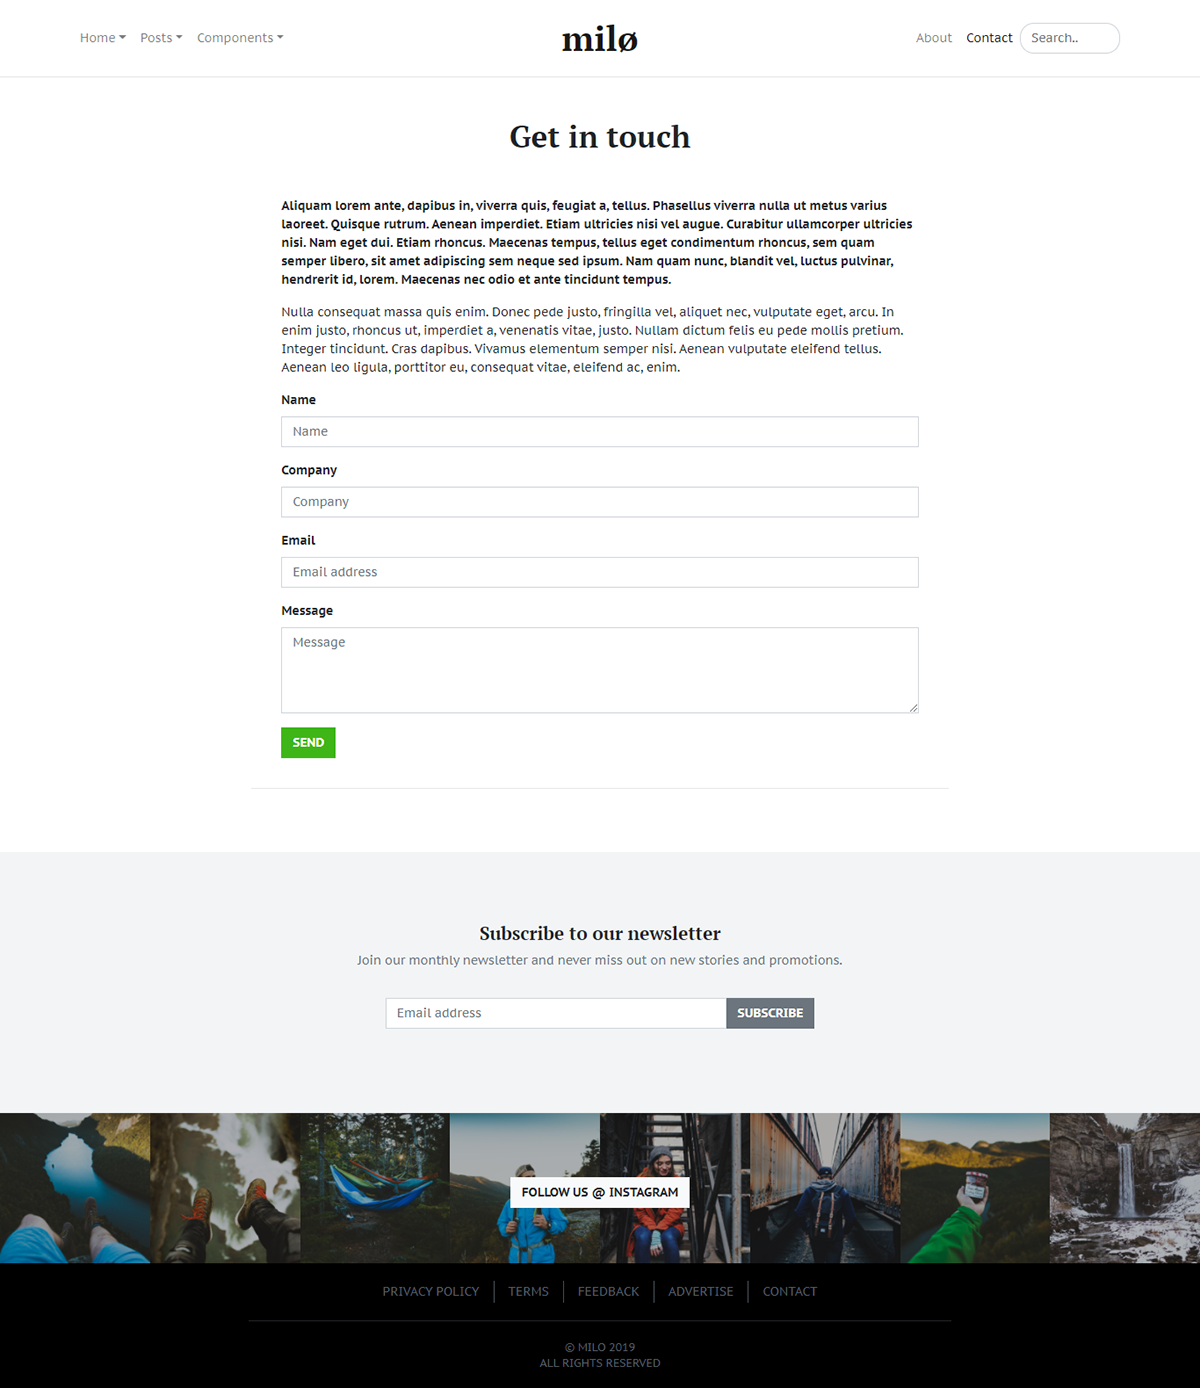 Home Posts Components milø About Contact Search..
Get in touch
Aliquam lorem ante, dapibus in, viverra quis, feugiat a, tellus. Phasellus viverra nulla ut metus varius
laoreet. Quisque rutrum. Aenean imperdiet. Etiam ultricies nisi vel augue. Curabitur ullamcorper ultricies
nisi. Nam eget dui. Etiam rhoncus. Maecenas tempus, tellus eget condimentum rhoncus, sem quam
semper libero, sit amet adipiscing sem neque sed ipsum. Nam quam nunc, blandit vel, luctus pulvinar,
hendrerit id, lorem. Maecenas nec odio et ante tincidunt tempus.
Nulla consequat massa quis enim. Donec pede justo, fringilla vel, aliquet nec, vulputate eget, arcu. In
enim justo, rhoncus ut, imperdiet a, venenatis vitae, justo. Nullam dictum felis eu pede mollis pretium.
Integer tincidunt. Cras dapibus. Vivamus elementum semper nisi. Aenean vulputate eleifend tellus.
Aenean leo ligula, porttitor eu, consequat vitae, eleifend ac, enim.
Name
Name
Company
Company
Email
Email address
Message
Message
SEND
Subscribe to our newsletter
Join our monthly newsletter and never miss out on new stories and promotions.
Email address SUBSCRIBE
FOLLOW US @ INSTAGRAM
PRIVACY POLICY TERMS FEEDBACK ADVERTISE CONTACT
© MILO 2019
ALL RIGHTS RESERVED